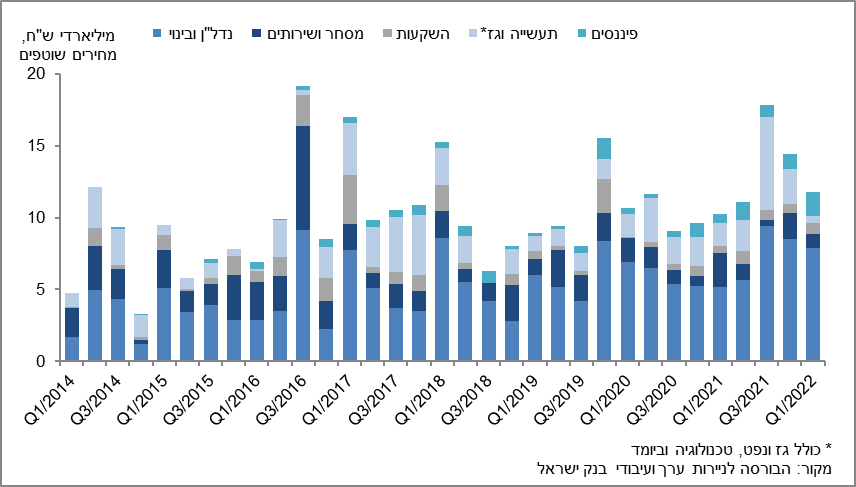 מיליארדי ש"ח,
מחירים שוטפים
נדל"ן ובינוי
מסחר ושירותים
השקעות
תעשייה וגז*
פיננסים
20
15
10
5
0
Q1/2014
Q3/2014
Q1/2015
Q3/2015
Q1/2016
Q3/2016
Q1/2017
Q3/2017
Q1/2018
Q3/2018
Q1/2019
Q3/2019
Q1/2020
Q3/2020
Q1/2021
Q3/2021
Q1/2022
* כולל גז ונפט, טכנולוגיה וביומד
מקור: הבורסה לניירות ערך ועיבודי בנק ישראל